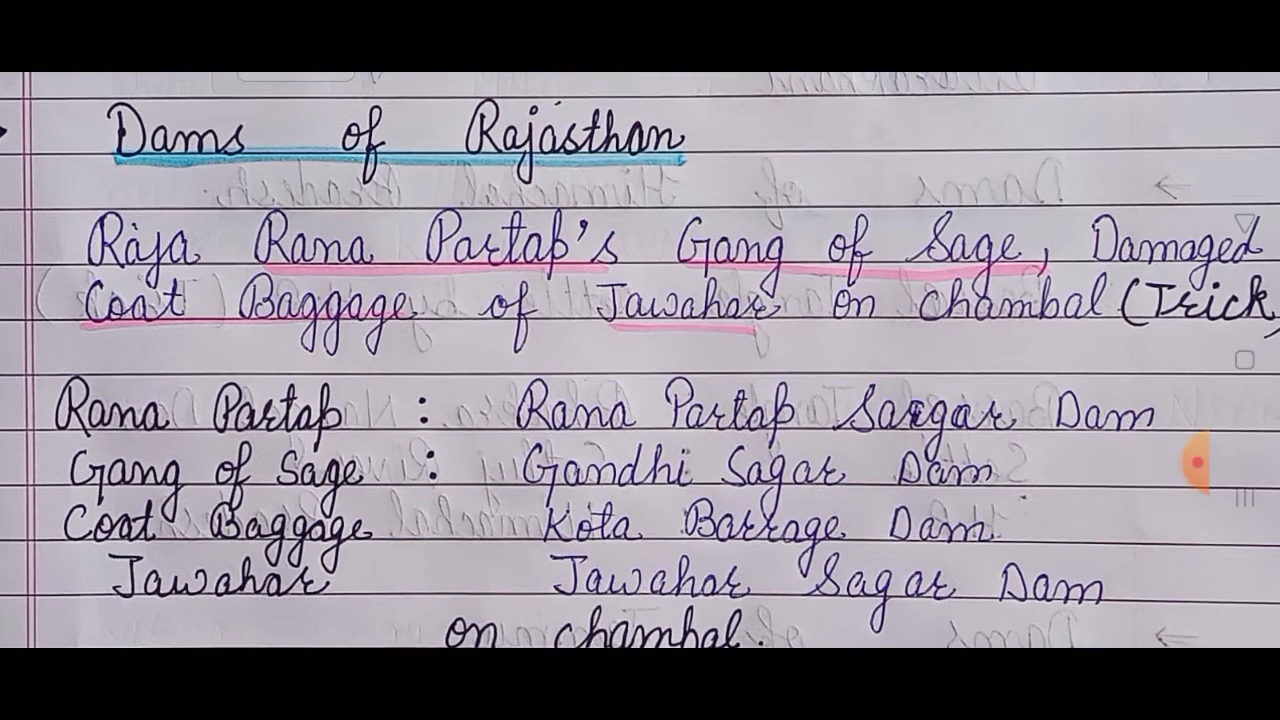 Dams of Rajasthan
Raja Rana Partap's Gang of Sage, Damaged
Coat Baggage of Jawahar on Chambal (Trick)
Rana Partap : Rana Partap Sargar Dam
Gang of Sage : Gandhi Sagar Dam
Coat Baggage Kota Barrage Dam
Jawahar Jawahar Sagar Dam
on chambal.